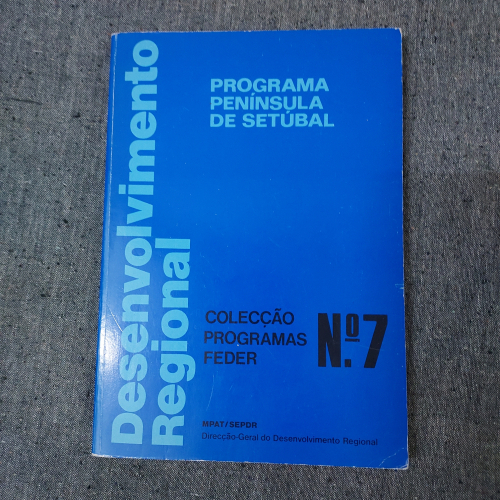 Desenvolvimento
Regional
PROGRAMA
PENÍNSULA
DE SETÚBAL
COLECÇÃO
PROGRAMAS
FEDER
Nº.7
MPAT/SEPDR
Direcção-Geral do Desenvolvimento Regional